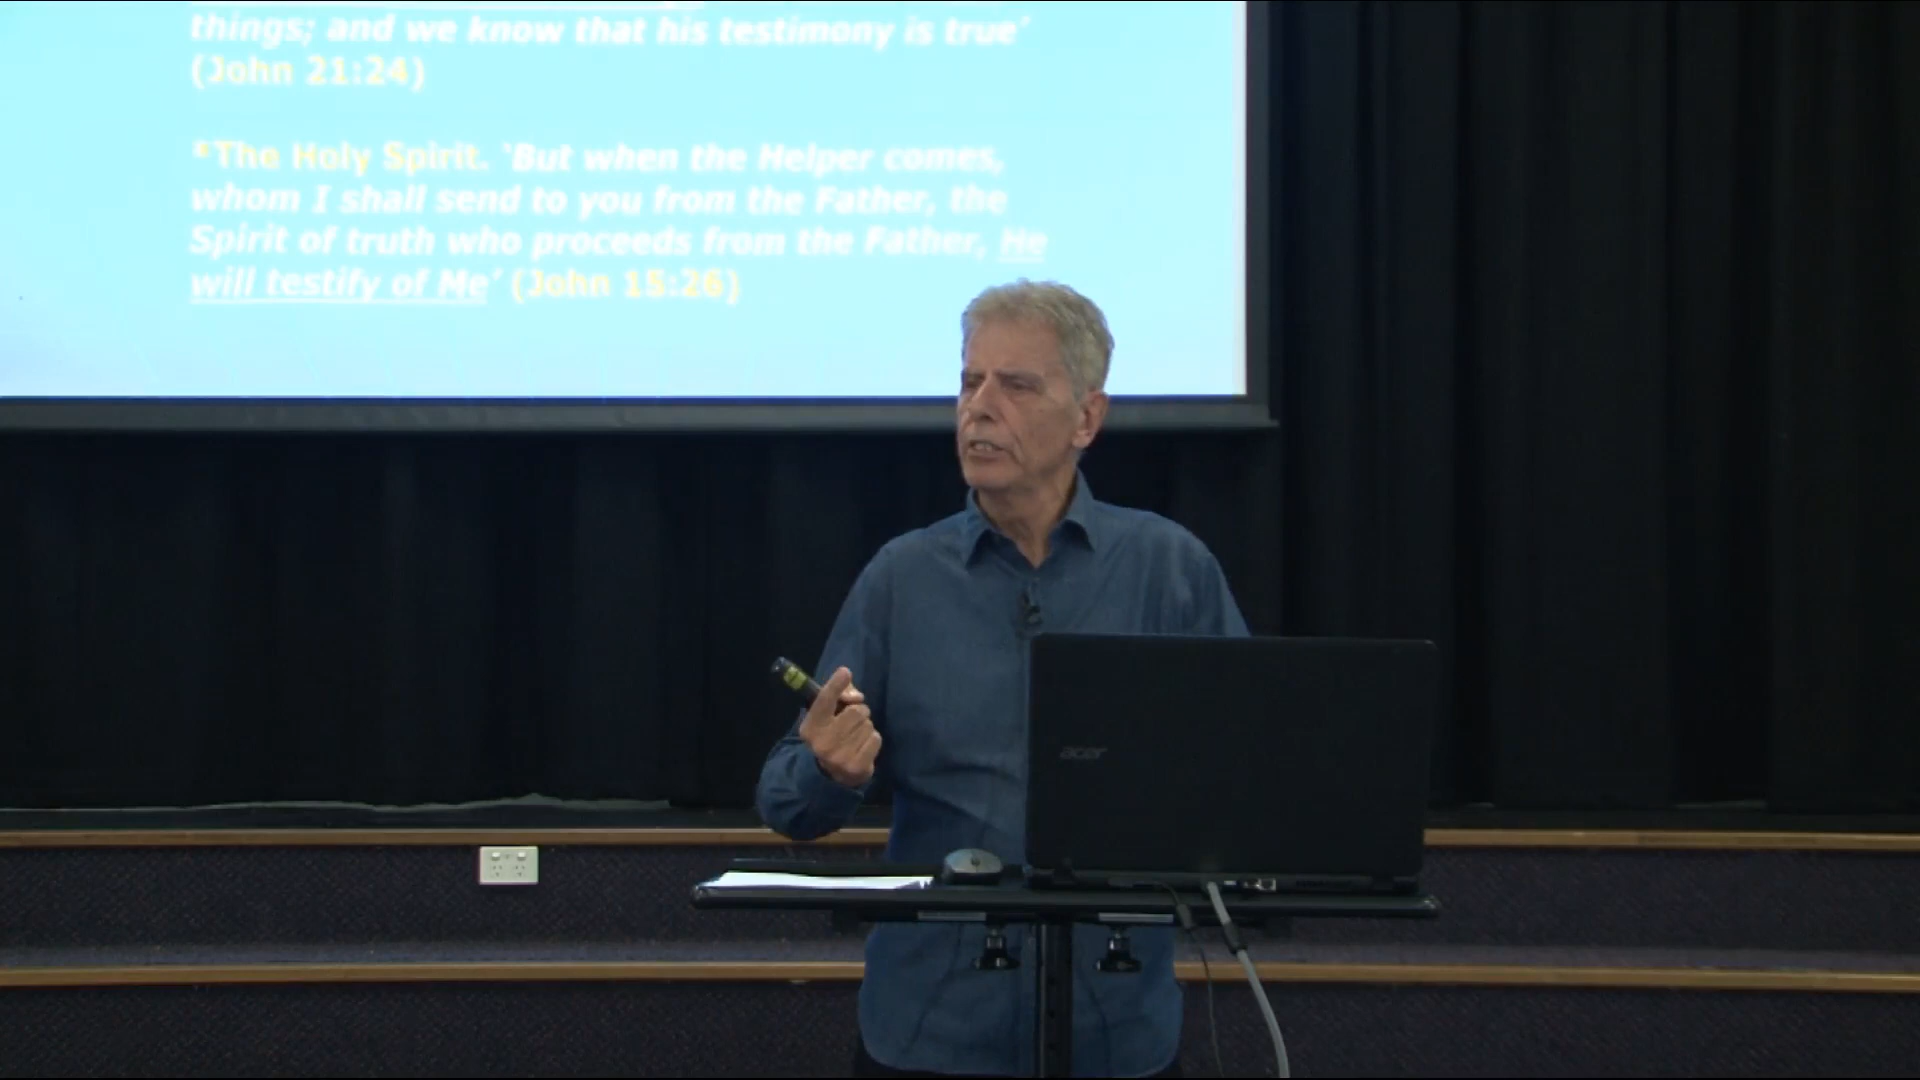 things; and we know that his testimony is true’
(John 21:24)
*The Holy Spirit. ‘But when the Helper comes,
whom I shall send to you from the Father, the
Spirit of truth who proceeds from the Father, He
will testify of Me’ (John 15:26)
acer